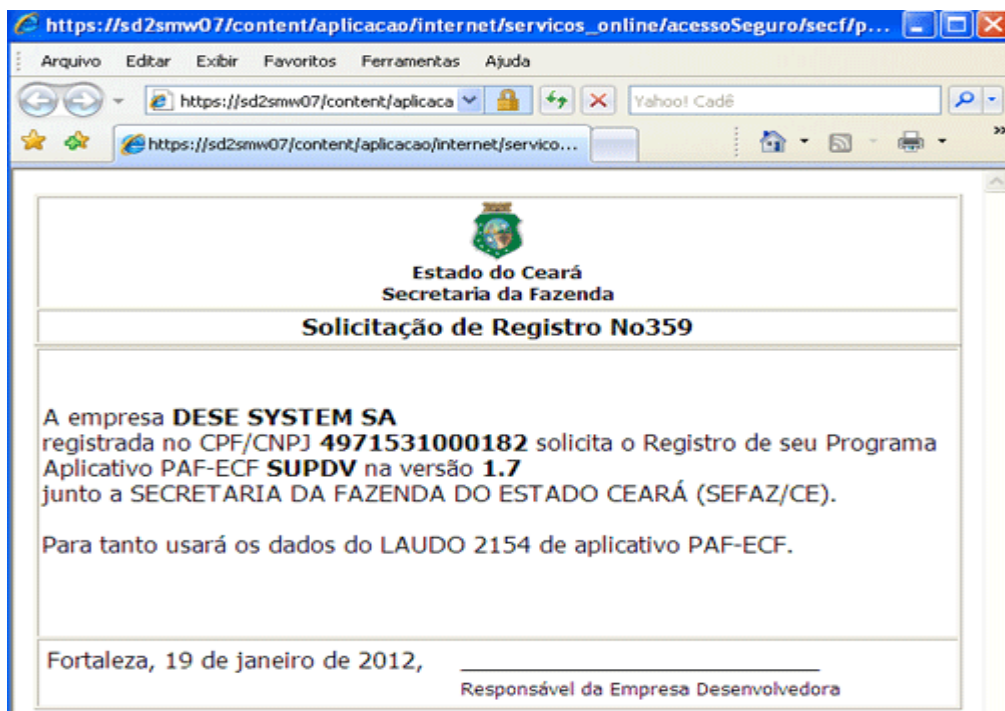 https://sd2smw07/content/aplicacao/internet/servicos_online/acessoSeguro/secf/p...
Arquivo Editar Exibir Favoritos Ferramentas Ajuda
https://sd2smw07/content/aplicaca Yahoo! Cadê
https://sd2smw07/content/aplicacao/internet/servico...
Estado do Ceará
Secretaria da Fazenda
Solicitação de Registro No359
A empresa DESE SYSTEM SA
registrada no CPF/CNPJ 4971531000182 solicita o Registro de seu Programa
Aplicativo PAF-ECF SUPDV na versão 1.7
junto a SECRETARIA DA FAZENDA DO ESTADO CEARÁ (SEFAZ/CE).
Para tanto usará os dados do LAUDO 2154 de aplicativo PAF-ECF.
Fortaleza, 19 de janeiro de 2012,
Responsável da Empresa Desenvolvedora